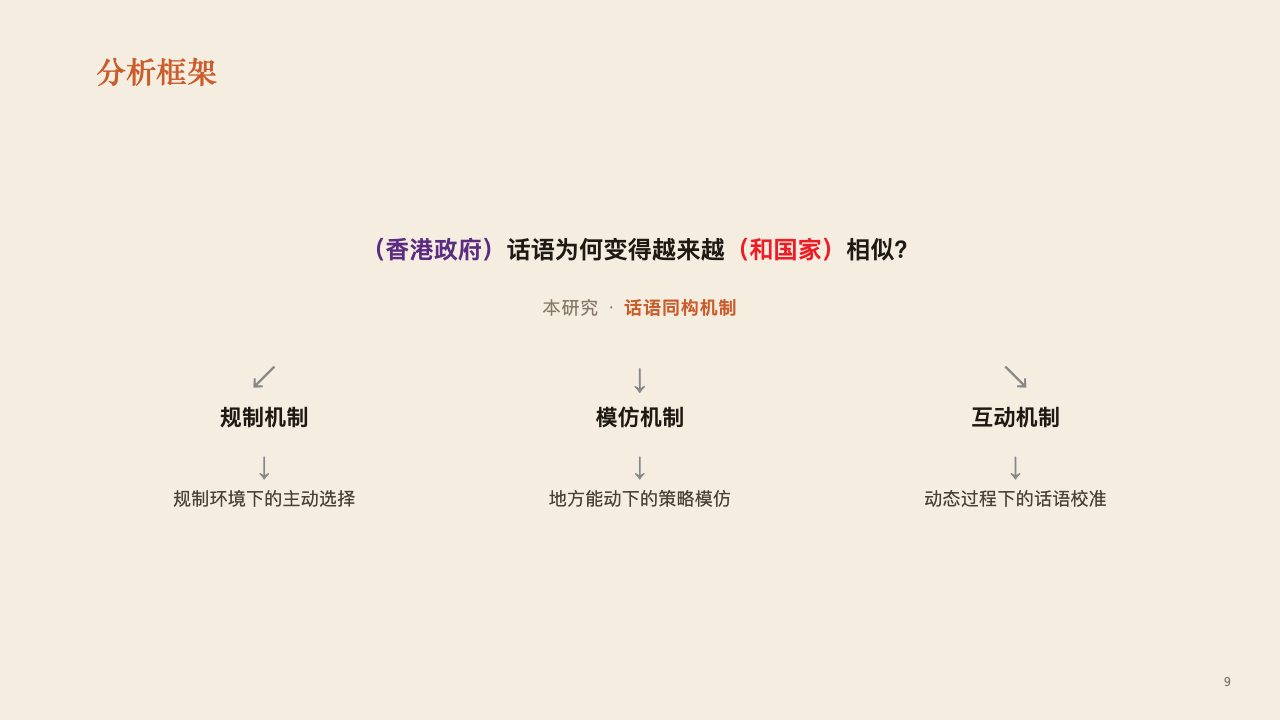 分析框架
（香港政府）话语为何变得越来越（和国家）相似?
本研究 · 话语同构机制
↙ ↓ ↘
规制机制 模仿机制 互动机制
↓ ↓ ↓
规制环境下的主动选择 地方能动下的策略模仿 动态过程下的话语校准
9